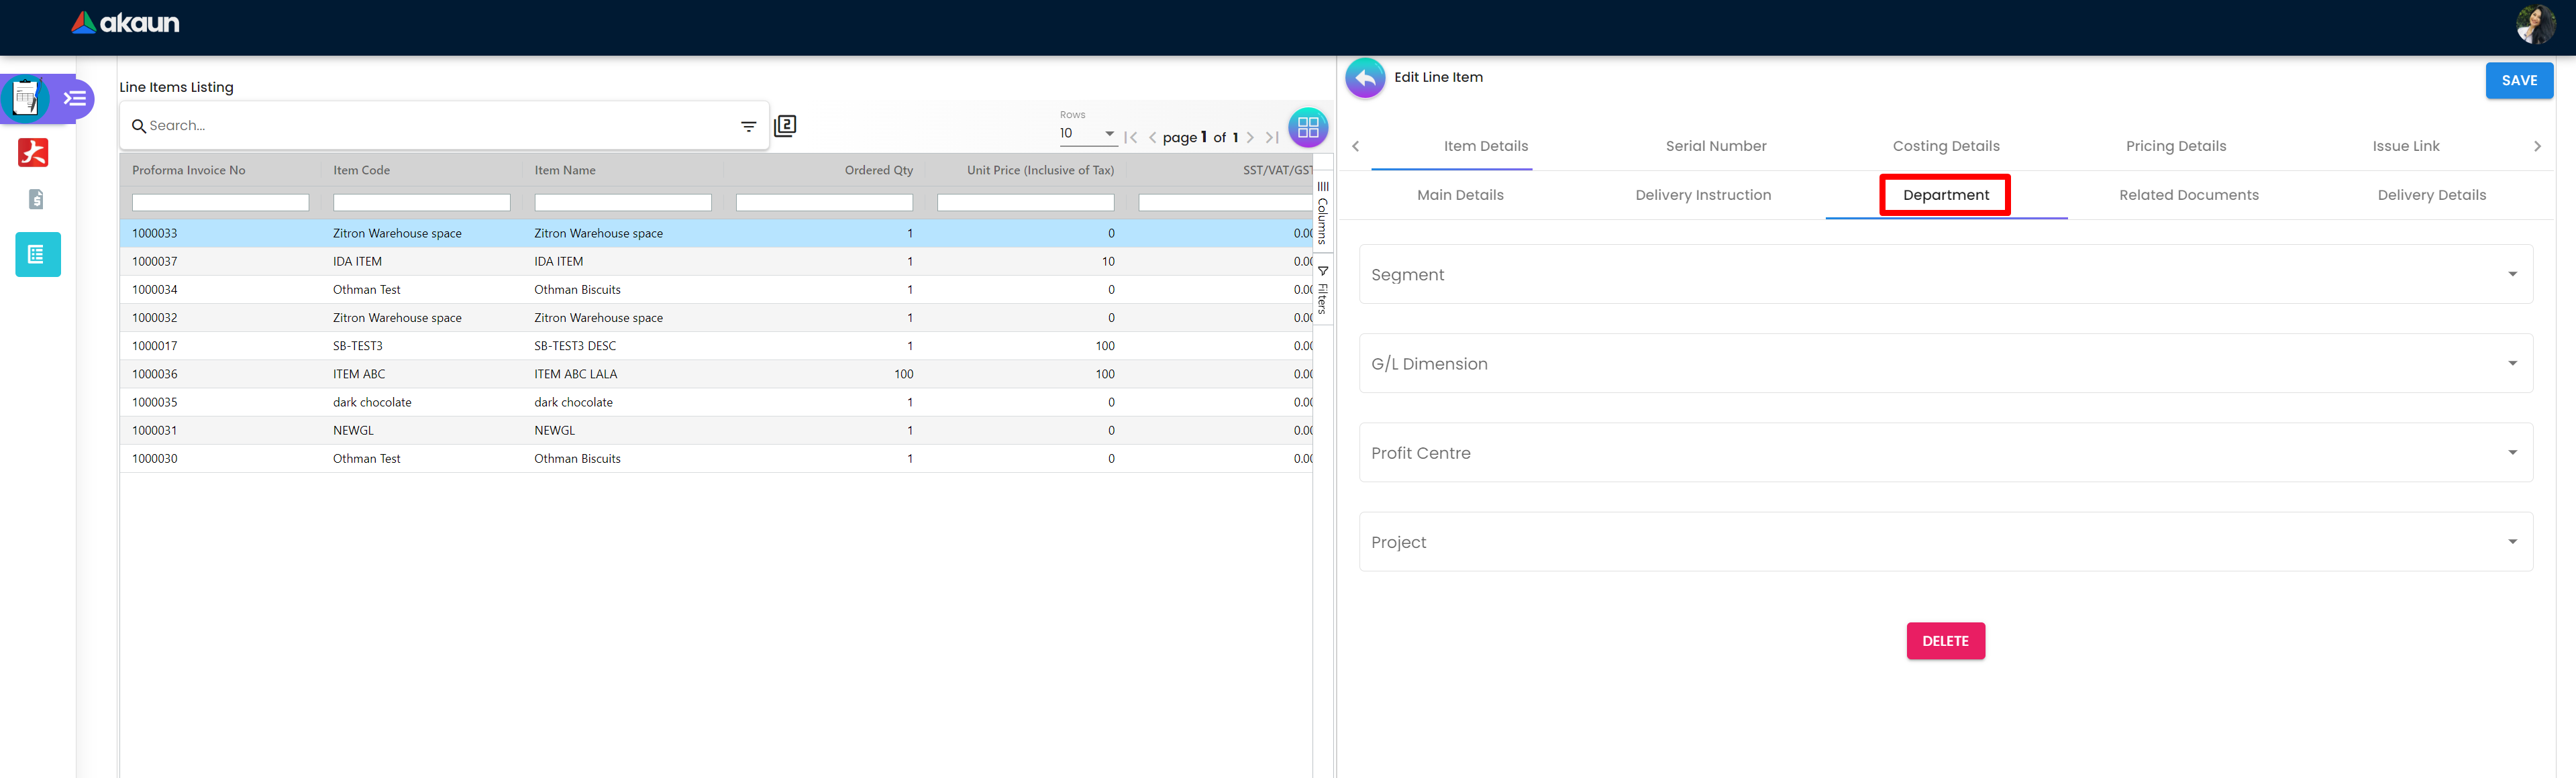 akaun
Line Items Listing
Search...
2
Rows
10
page 1 of 1
Proforma Invoice No Item Code Item Name Ordered Qty Unit Price (Inclusive of Tax) SST/VAT/GST
1000033 Zitron Warehouse space Zitron Warehouse space 1 0 0.00
1000037 IDA ITEM IDA ITEM 1 10 0.00
1000034 Othman Test Othman Biscuits 1 0 0.00
1000032 Zitron Warehouse space Zitron Warehouse space 1 0 0.00
1000017 SB-TEST3 SB-TEST3 DESC 1 100 0.00
1000036 ITEM ABC ITEM ABC LALA 100 100 0.00
1000035 dark chocolate dark chocolate 1 0 0.00
1000031 NEWGL NEWGL 1 0 0.00
1000030 Othman Test Othman Biscuits 1 0 0.00
Columns
Filters
Edit Line Item
SAVE
Item Details Serial Number Costing Details Pricing Details Issue Link
Main Details Delivery Instruction Department Related Documents Delivery Details
Segment
G/L Dimension
Profit Centre
Project
DELETE